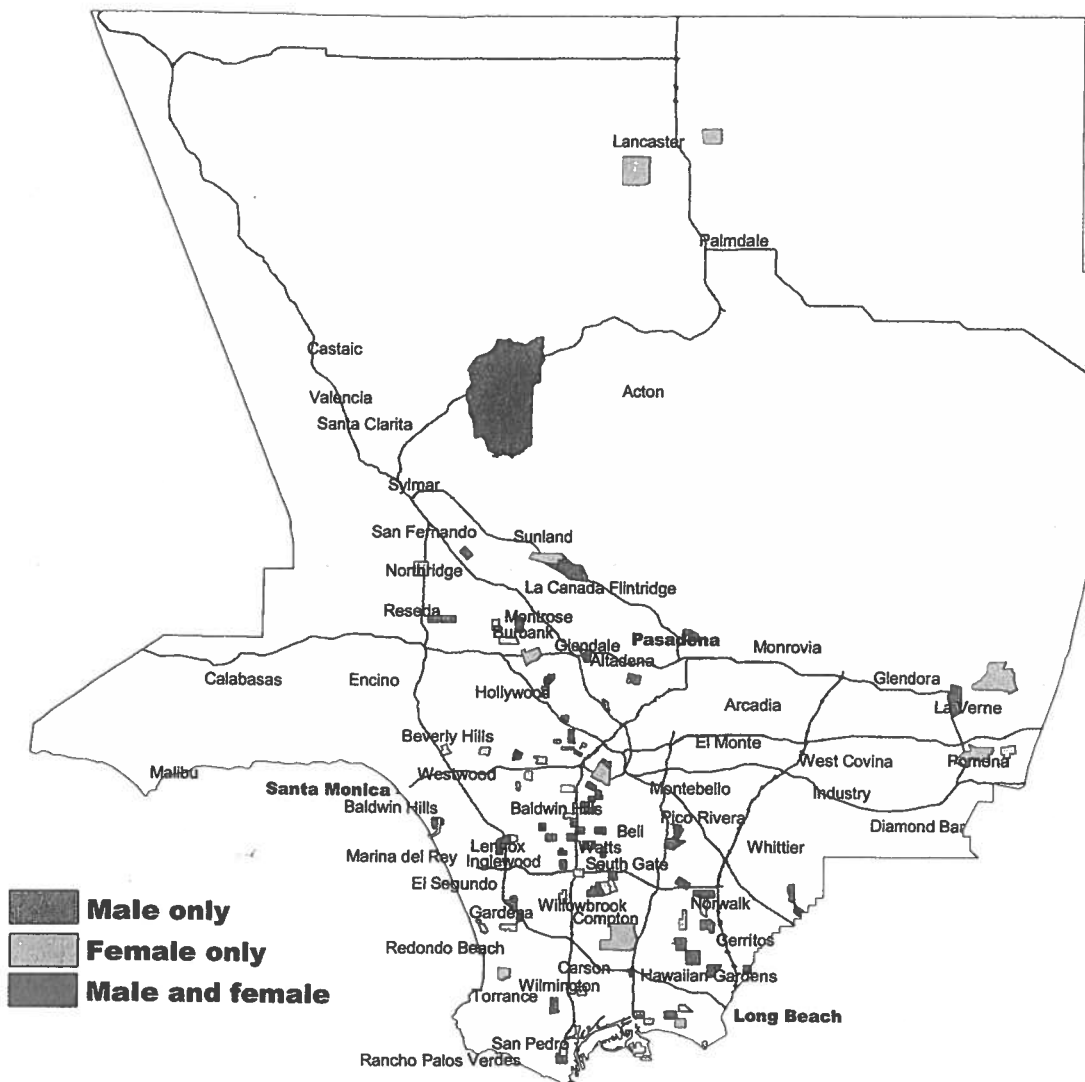 Lancaster
Palmdale
Castaic
Acton
Valencia
Santa Clarita
Sylmar
San Fernando
Sunland
Northridge
La Canada Flintridge
Reseda
Montrose
Burbank
Pasadena
Glendale
Monrovia
Altadena
Calabasas
Encino
Hollywood
Glendora
Arcadia
La Verne
Beverly Hills
El Monte
West Covina
Pomona
Malibu
Westwood
Santa Monica
Montebello
Industry
Baldwin Hills
Baldwin Hills
Pico Rivera
Diamond Bar
Bell
Lennox
Watts
Whittier
Marina del Rey
Inglewood
South Gate
El Segundo
Willowbrook
Norwalk
Male only
Gardena
Compton
Female only
Redondo Beach
Cerritos
Carson
Hawaiian Gardens
Male and female
Wilmington
Torrance
Long Beach
San Pedro
Rancho Palos Verdes